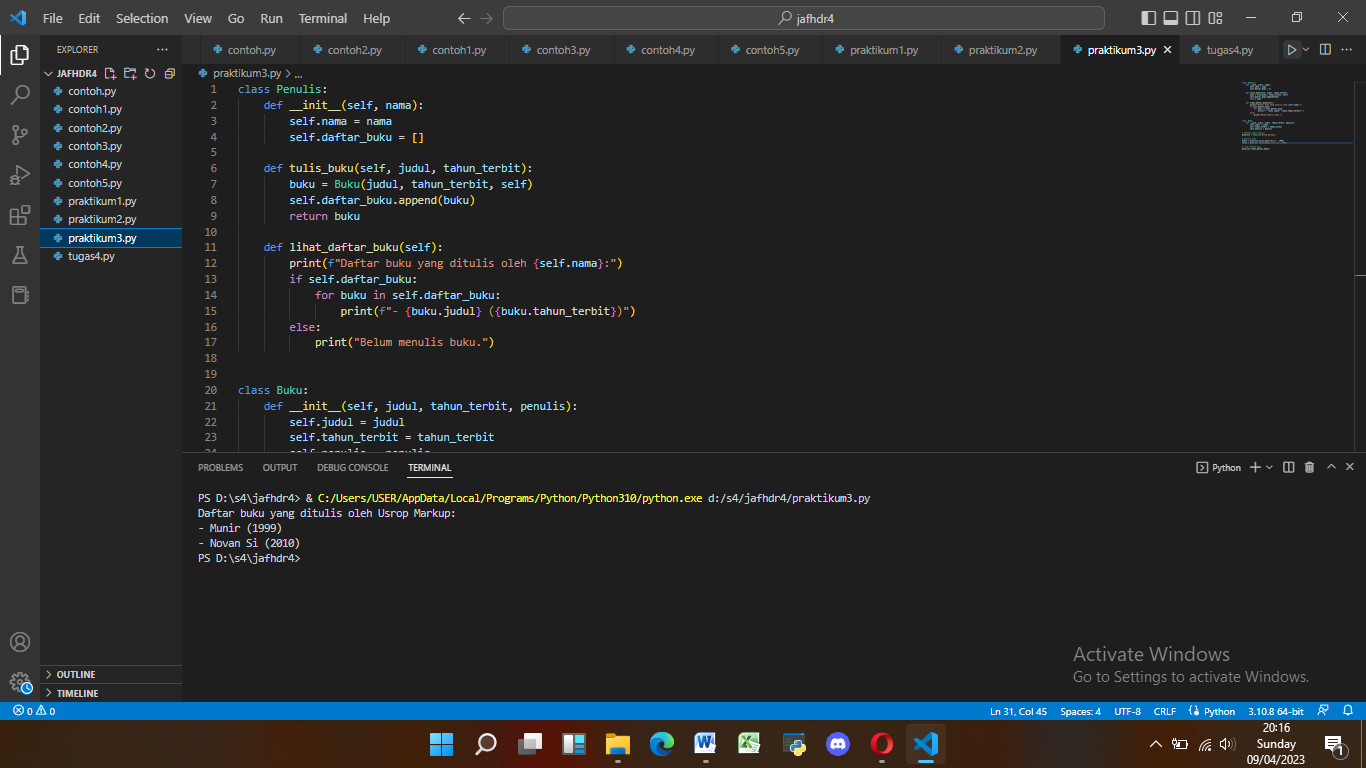 File Edit Selection View Go Run Terminal Help
jafhdr4
EXPLORER
contoh.py contoh2.py contoh1.py contoh3.py contoh4.py contoh5.py praktikum1.py praktikum2.py praktikum3.py tugas4.py
JAFHDR4
contoh.py
contoh1.py
contoh2.py
contoh3.py
contoh4.py
contoh5.py
praktikum1.py
praktikum2.py
praktikum3.py
tugas4.py
OUTLINE
TIMELINE
praktikum3.py > ...
1 class Penulis:
2 def __init__(self, nama):
3 self.nama = nama
4 self.daftar_buku = []
5
6 def tulis_buku(self, judul, tahun_terbit):
7 buku = Buku(judul, tahun_terbit, self)
8 self.daftar_buku.append(buku)
9 return buku
10
11 def lihat_daftar_buku(self):
12 print(f"Daftar buku yang ditulis oleh {self.nama}:")
13 if self.daftar_buku:
14 for buku in self.daftar_buku:
15 print(f"- {buku.judul} ({buku.tahun_terbit})")
16 else:
17 print("Belum menulis buku.")
18
19
20 class Buku:
21 def __init__(self, judul, tahun_terbit, penulis):
22 self.judul = judul
23 self.tahun_terbit = tahun_terbit
PROBLEMS OUTPUT DEBUG CONSOLE TERMINAL
Python
PS D:\s4\jafhdr4> & C:/Users/USER/AppData/Local/Programs/Python/Python310/python.exe d:/s4/jafhdr4/praktikum3.py
Daftar buku yang ditulis oleh Usrop Markup:
- Munir (1999)
- Novan Si (2010)
PS D:\s4\jafhdr4>
Activate Windows
Go to Settings to activate Windows.
0 0
Ln 31, Col 45 Spaces: 4 UTF-8 CRLF Python 3.10.8 64-bit
20:16
Sunday
09/04/2023
1